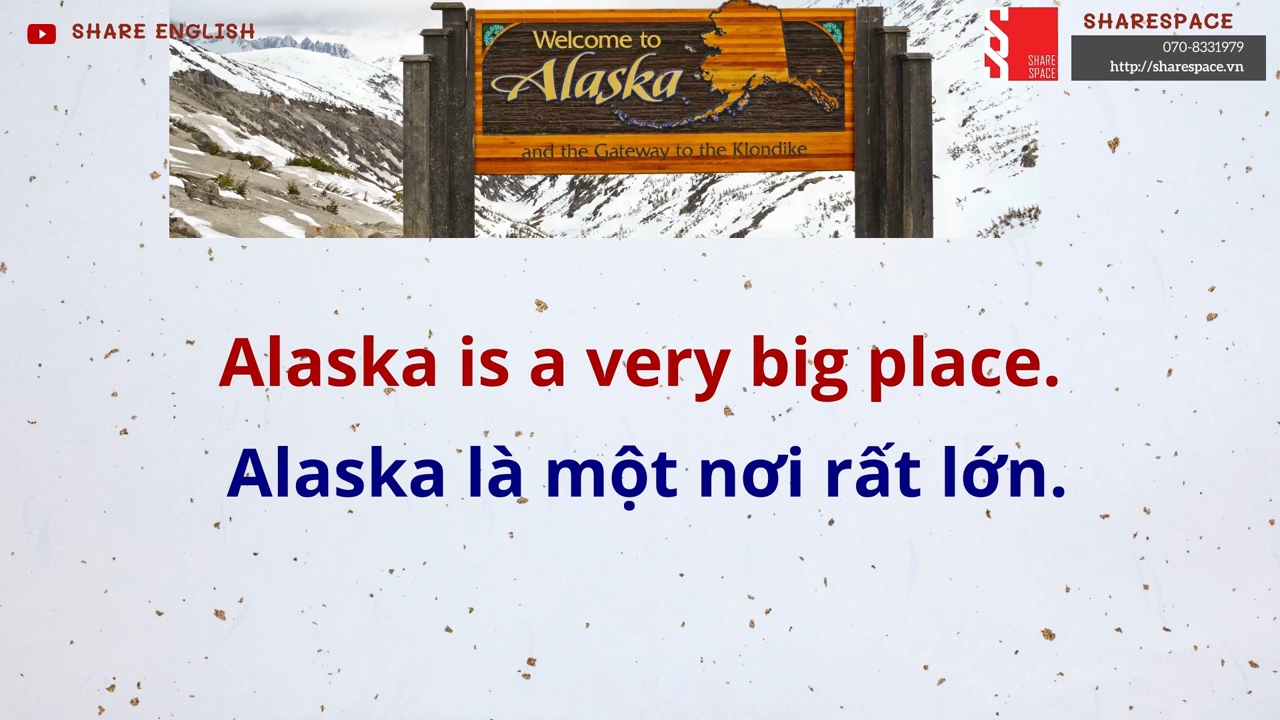 SHARE ENGLISH
Welcome to
Alaska
and the Gateway to the Klondike
SHARE
SPACE
SHARESPACE
070-8331979
http://sharespace.vn
Alaska is a very big place.
Alaska là một nơi rất lớn.